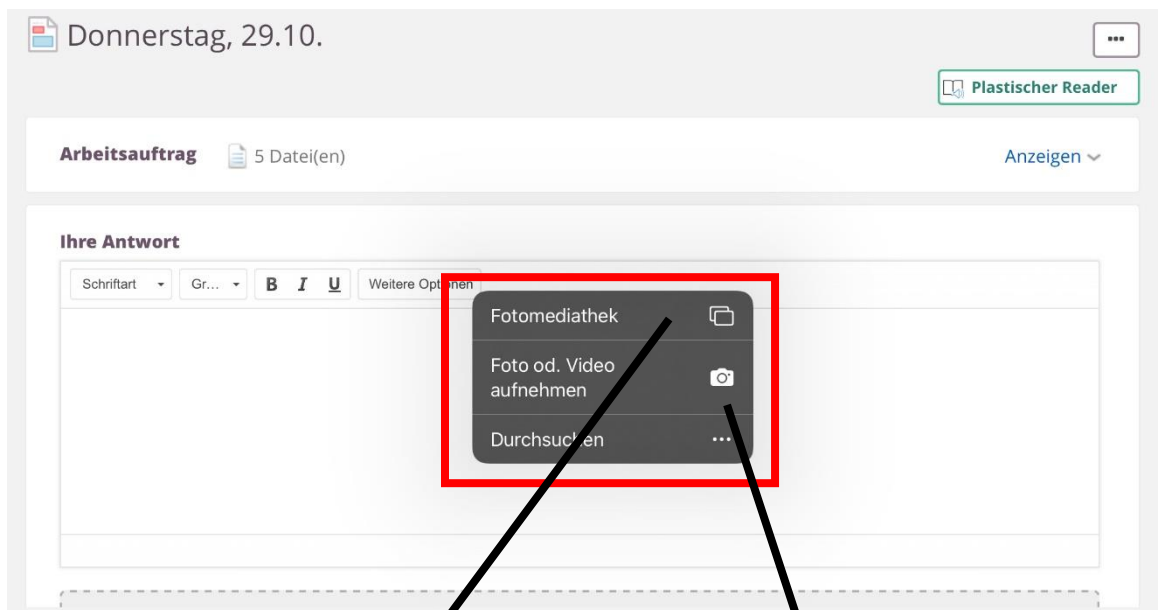 Donnerstag, 29.10.
Plastischer Reader
Arbeitsauftrag 5 Datei(en) Anzeigen
Ihre Antwort
Schriftart Gr... B I U Weitere Optionen
Fotomediathek
Foto od. Video
aufnehmen
Durchsuchen